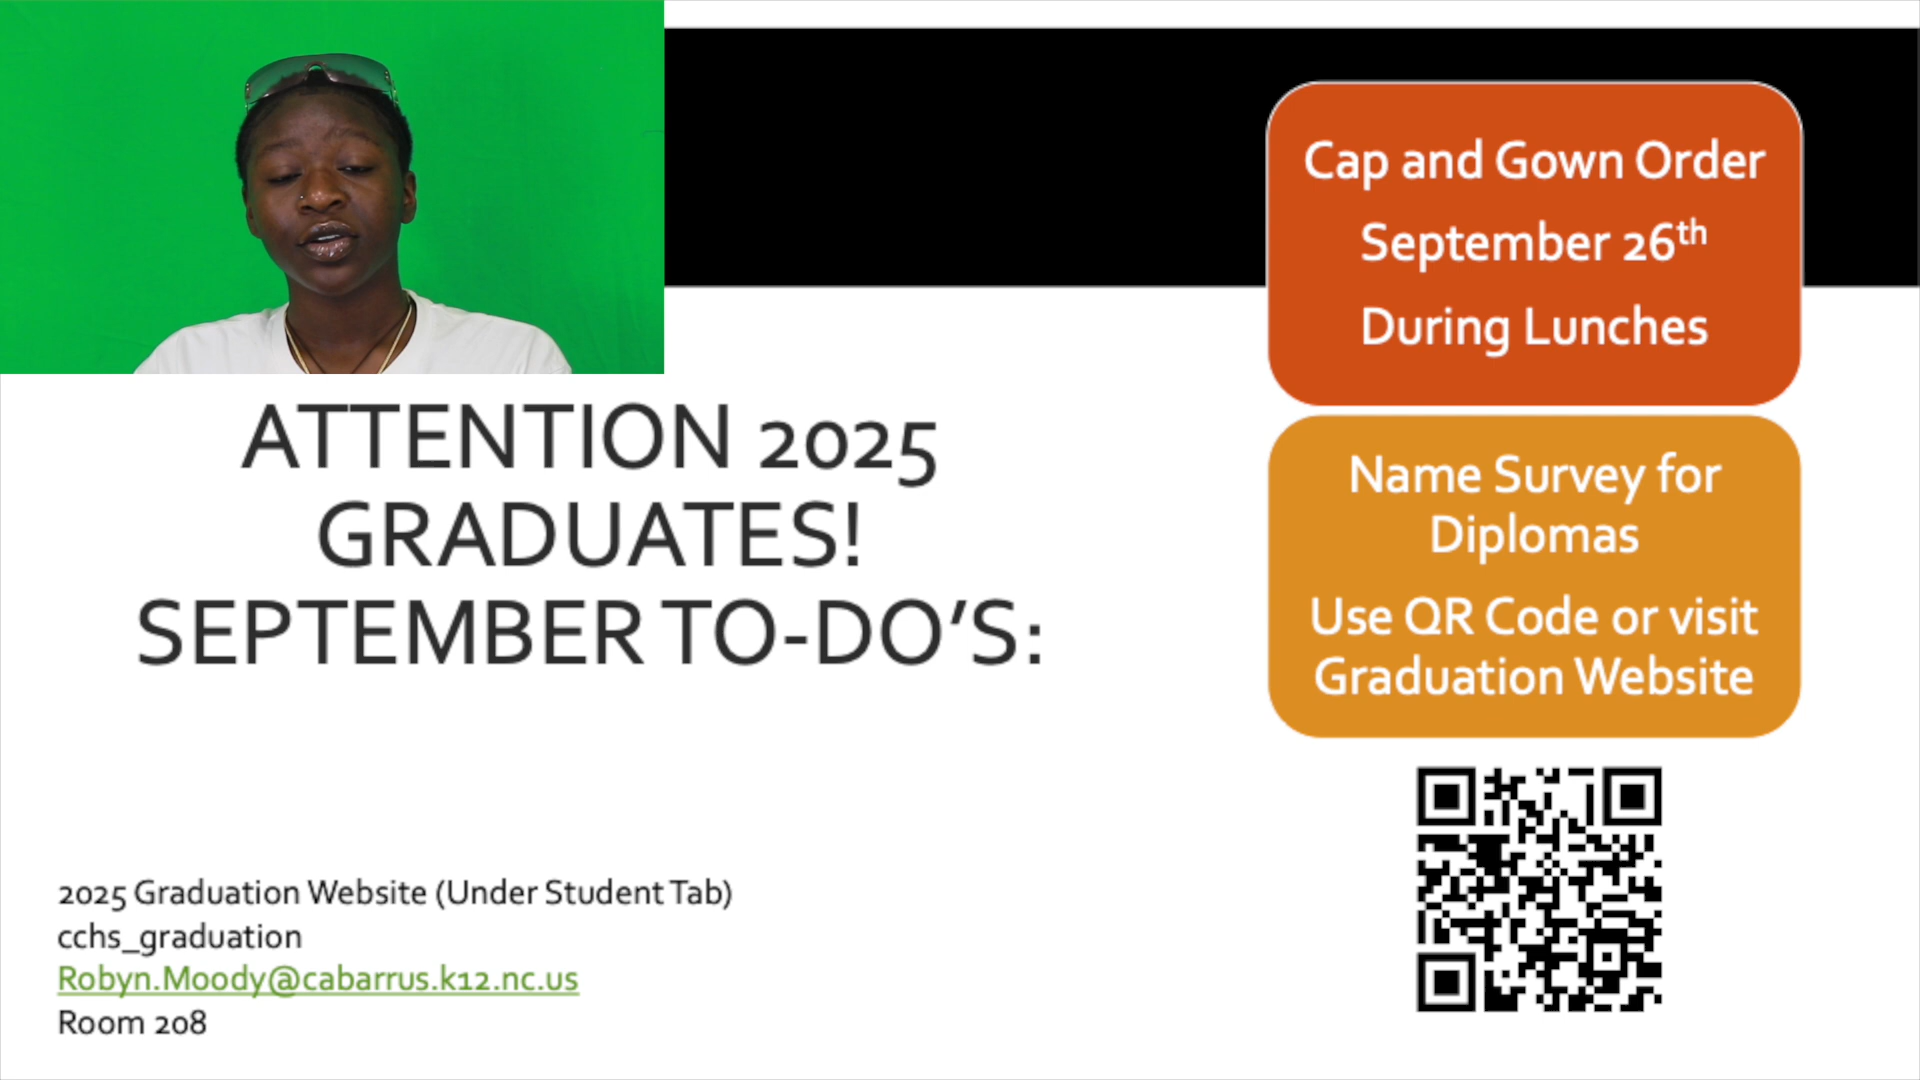 ATTENTION 2025
GRADUATES!
SEPTEMBER TO-DO’S:
Cap and Gown Order
September 26th
During Lunches
Name Survey for
Diplomas
Use QR Code or visit
Graduation Website
2025 Graduation Website (Under Student Tab)
cchs_graduation
Robyn.Moody@cabarrus.k12.nc.us
Room 208